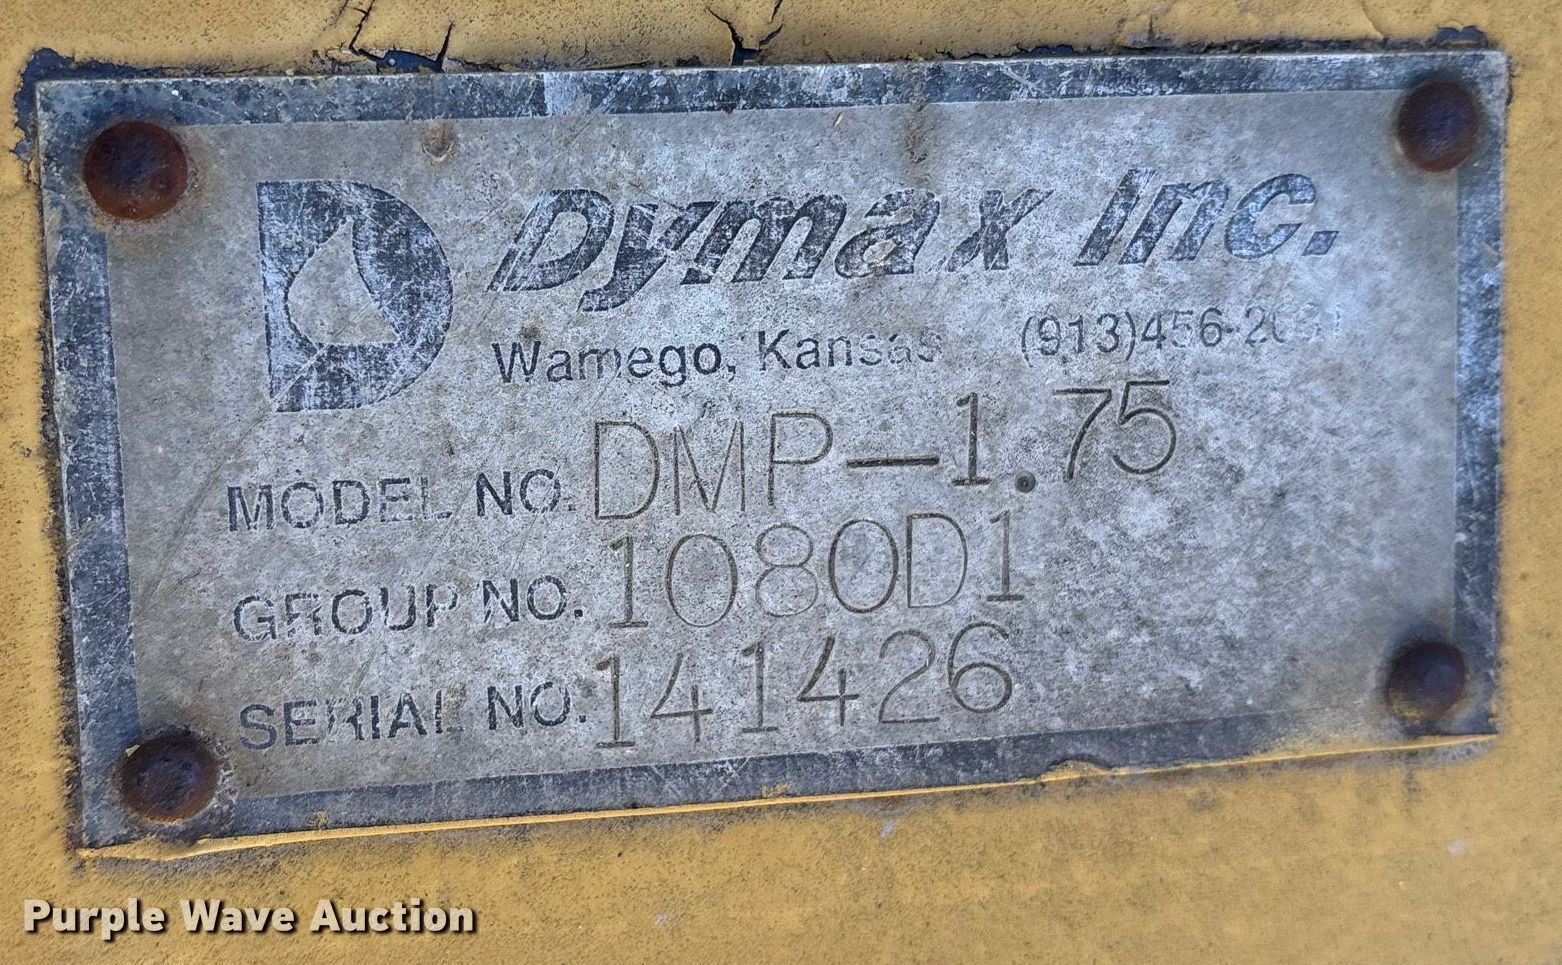 Dymax Inc.
Wamego, Kansas
MODEL NO. DMP-1.75
GROUP NO. 1080D1
SERIAL NO. 141426
Purple Wave Auction